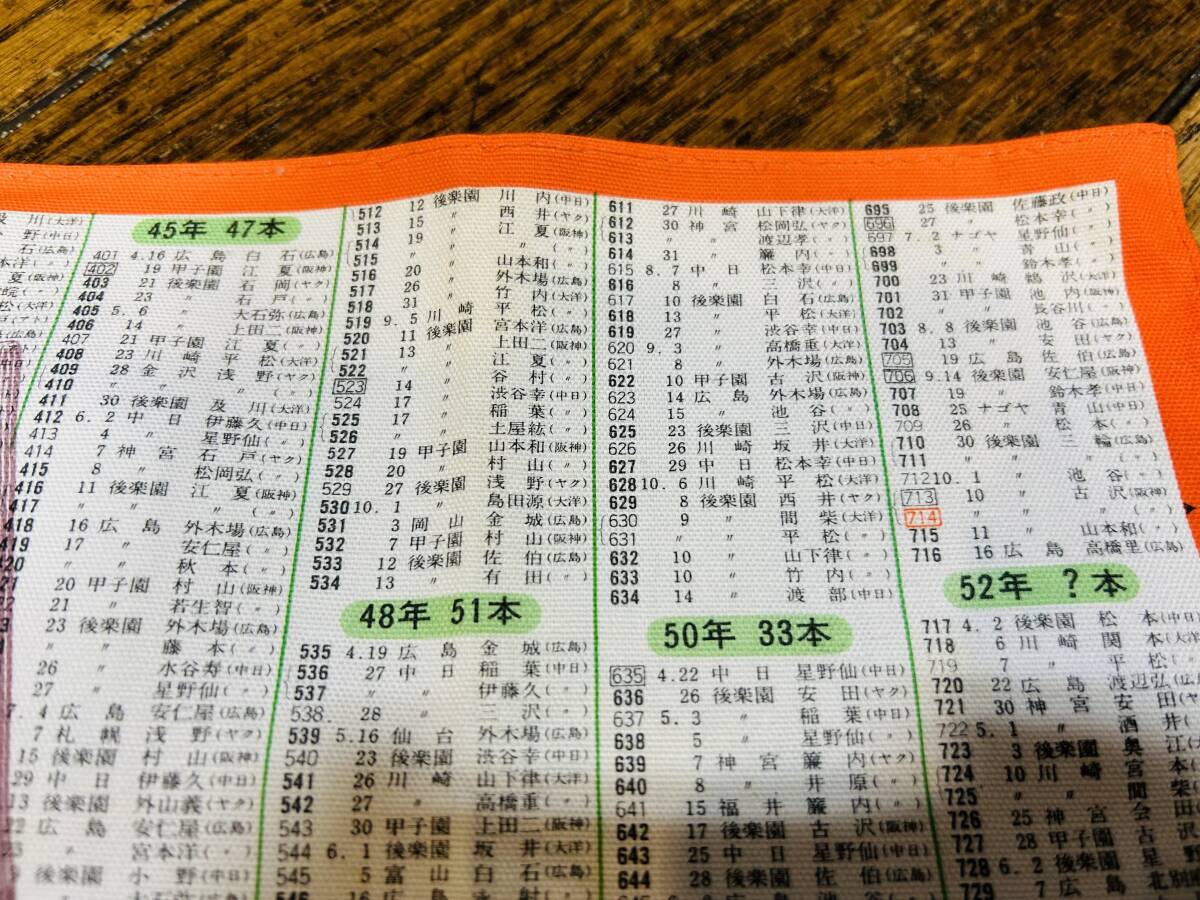 45年 47本
401 4.16 広島 白石(広島)
402 19 甲子園 江夏(阪神)
403 21 後楽園 石岡(ヤク)
404 23 〃 石戸(〃)
405 5.6 〃 大石弥(広島)
406 14 〃 上田二(阪神)
407 21 甲子園 江夏(〃)
408 23 川崎 平松(大洋)
409 28 金沢 浅野(ヤク)
410 〃 〃 〃(〃)
411 30 後楽園 及川(大洋)
412 6.2 中日 伊藤久(中日)
413 4 〃 星野仙(〃)
414 7 神宮 石戸(ヤク)
415 8 〃 松岡弘(〃)
416 11 後楽園 江夏(阪神)
417 〃 〃 〃(〃)
418 16 広島 外木場(広島)
419 17 〃 安仁屋(〃)
420 〃 〃 秋本(〃)
20 甲子園 村山(阪神)
21 〃 若生智(〃)
23 後楽園 外木場(広島)
〃 〃 藤本(〃)
26 〃 水谷寿(中日)
27 〃 星野仙(〃)
7.4 広島 安仁屋(広島)
7 札幌 浅野(ヤク)
15 後楽園 村山(阪神)
29 中日 伊藤久(中日)
13 後楽園 外山義(ヤク)
22 広島 安仁屋(広島)
〃 宮本洋(〃)
後楽園 小野(中日)
512 12 後楽園 川内(中日)
513 15 〃 西井(ヤク)
514 19 〃 江夏(阪神)
515 〃 〃 〃(〃)
516 20 〃 山本和(〃)
517 26 〃 外木場(広島)
518 31 〃 竹内(大洋)
519 9.5 川崎 平松(〃)
520 11 後楽園 宮本洋(広島)
521 13 〃 上田二(阪神)
522 〃 〃 江夏(〃)
523 14 〃 谷村(〃)
524 17 〃 渋谷幸(中日)
525 17 〃 稲葉(〃)
526 〃 〃 土屋紘(〃)
527 19 甲子園 山本和(阪神)
528 20 〃 村山(〃)
529 27 後楽園 浅野(ヤク)
530 10.1 〃 島田源(大洋)
531 3 岡山 金城(広島)
532 7 甲子園 村山(阪神)
533 12 後楽園 佐伯(広島)
534 13 〃 有田(〃)
48年 51本
535 4.19 広島 金城(広島)
536 27 中日 稲葉(中日)
537 〃 〃 伊藤久(〃)
538 28 〃 三沢(〃)
539 5.16 仙台 外木場(広島)
540 23 後楽園 渋谷幸(中日)
541 26 川崎 山下律(大洋)
542 27 〃 高橋重(〃)
543 30 甲子園 上田二(阪神)
544 6.1 後楽園 坂井(大洋)
545 5 富山 白石(広島)
611 27 川崎 山下律(大洋)
612 30 神宮 松岡弘(ヤク)
613 〃 〃 渡辺孝(〃)
614 31 〃 簾内(〃)
615 8.7 中日 松本幸(中日)
616 8 〃 三沢(〃)
617 10 後楽園 白石(広島)
618 13 〃 平松(大洋)
619 27 〃 渋谷幸(中日)
620 9.3 〃 高橋重(大洋)
621 8 〃 外木場(広島)
622 10 甲子園 古沢(阪神)
623 14 広島 外木場(広島)
624 15 〃 池谷(〃)
625 23 後楽園 三沢(中日)
626 26 川崎 坂井(大洋)
627 29 中日 松本幸(中日)
628 10.6 川崎 平松(大洋)
629 8 後楽園 西井(ヤク)
630 9 〃 間柴(大洋)
631 〃 〃 平松(〃)
632 10 〃 山下律(〃)
633 10 〃 竹内(〃)
634 14 〃 渡部(中日)
50年 33本
635 4.22 中日 星野仙(中日)
636 26 後楽園 安田(ヤク)
637 5.3 〃 稲葉(中日)
638 5 〃 星野仙(〃)
639 7 神宮 簾内(ヤク)
640 8 〃 井原(〃)
641 15 福井 簾内(〃)
642 17 後楽園 古沢(阪神)
643 25 中日 星野仙(中日)
644 28 後楽園 佐伯(広島)
695 25 後楽園 佐藤政(中日)
696 27 〃 松本幸(〃)
697 7.2 ナゴヤ 星野仙(〃)
698 3 〃 青山(〃)
699 〃 〃 鈴木孝(〃)
700 23 川崎 鵜沢(大洋)
701 31 甲子園 池内(阪神)
702 〃 〃 長谷川(〃)
703 8.8 後楽園 池谷(広島)
704 13 〃 安田(ヤク)
705 19 広島 佐伯(広島)
706 9.14 後楽園 安仁屋(阪神)
707 19 〃 鈴木孝(中日)
708 25 ナゴヤ 青山(中日)
709 26 〃 松本(〃)
710 30 後楽園 三輪(広島)
711 〃 〃 〃(〃)
712 10.1 〃 池谷(〃)
713 10 〃 古沢(阪神)
714 〃 〃 〃(〃)
715 11 〃 山本和(〃)
716 16 広島 高橋里(広島)
52年 ?本
717 4.2 後楽園 松本(中日)
718 6 川崎 関本(大洋
719 7 〃 平松(〃
720 22 広島 渡辺弘(広
721 30 神宮 安田(ヤ
722 5.1 〃 酒井(
723 3 後楽園 奥江(
724 10 川崎 宮本(
725 〃 〃 間柴(
726 25 神宮 会田
727 28 甲子園 古沢
728 6.2 後楽園 星野
729 7 広島 北別府